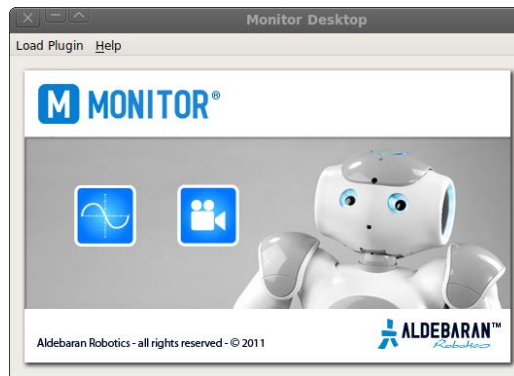 Monitor Desktop
Load Plugin Help
M MONITOR®
Aldebaran Robotics - all rights reserved - © 2011
ALDEBARAN™
Robotics